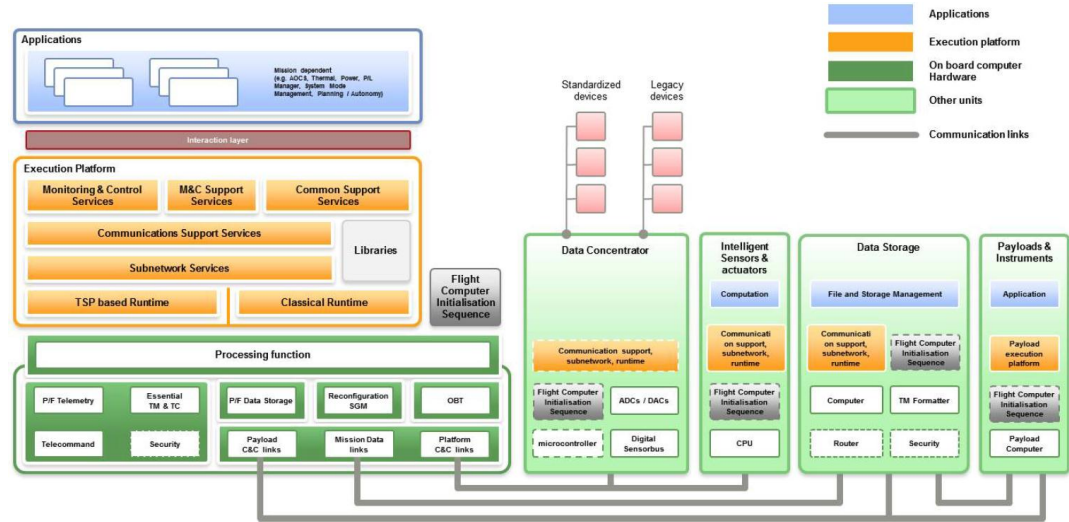 Applications
Execution platform
On board computer
Hardware
Other units
Communication links
Applications
Mission dependent
(e.g. AOCS, Thermal, Power, P/L
Manager, System Mode
Management, Planning / Autonomy)
Interaction layer
Execution Platform
Monitoring & Control
Services
M&C Support
Services
Common Support
Services
Communications Support Services
Libraries
Subnetwork Services
TSP based Runtime
Classical Runtime
Flight
Computer
Initialisation
Sequence
Processing function
P/F Telemetry
Essential
TM & TC
P/F Data Storage
Reconfiguration
SGM
OBT
Telecommand
Security
Payload
C&C links
Mission Data
links
Platform
C&C links
Standardized
devices
Legacy
devices
Data Concentrator
Communication support,
subnetwork, runtime
Flight Computer
Initialisation
Sequence
ADCs / DACs
microcontroller
Digital
Sensorbus
Intelligent
Sensors &
actuators
Computation
Communicati
on support,
subnetwork,
runtime
Flight Computer
Initialisation
Sequence
CPU
Data Storage
File and Storage Management
Communicati
on support,
subnetwork,
runtime
Flight Computer
Initialisation
Sequence
Computer
TM Formatter
Router
Security
Payloads &
Instruments
Application
Payload
execution
platform
Flight Computer
Initialisation
Sequence
Payload
Computer